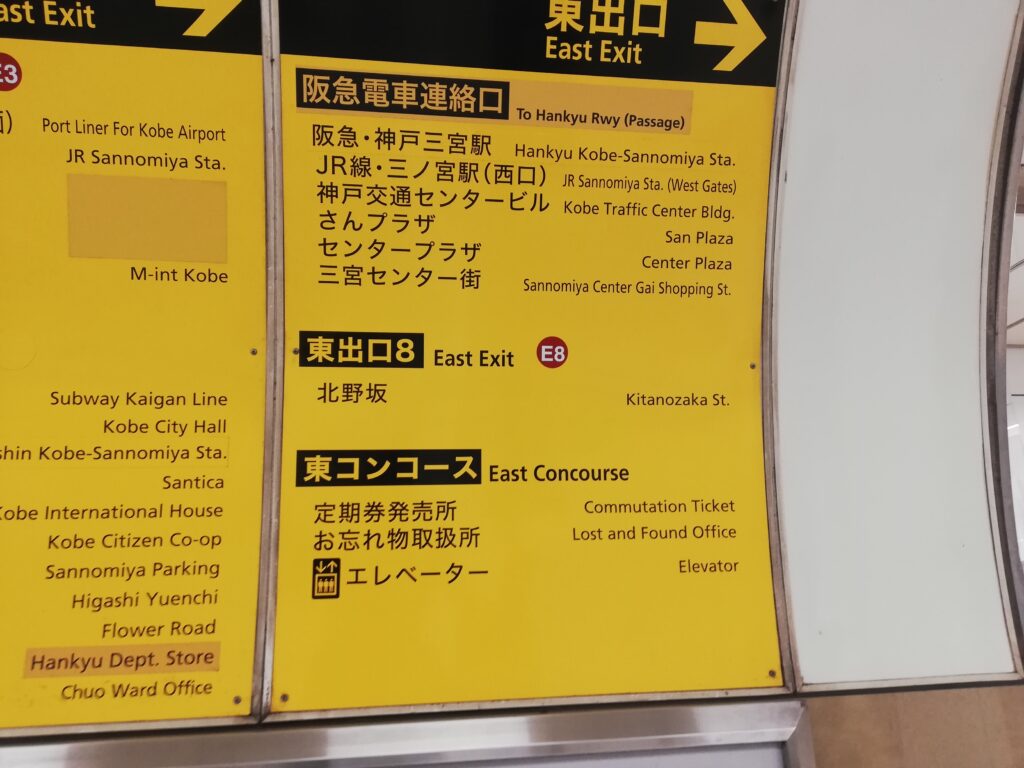 East Exit
E3
Port Liner For Kobe Airport
JR Sannomiya Sta.
M-int Kobe
Subway Kaigan Line
Kobe City Hall
Kobe-Sannomiya Sta.
Santica
Kobe International House
Kobe Citizen Co-op
Sannomiya Parking
Higashi Yuenchi
Flower Road
Hankyu Dept. Store
Chuo Ward Office
東出口
East Exit
阪急電車連絡口 To Hankyu Rwy (Passage)
阪急・神戸三宮駅 Hankyu Kobe-Sannomiya Sta.
JR線・三ノ宮駅(西口) JR Sannomiya Sta. (West Gates)
神戸交通センタービル Kobe Traffic Center Bldg.
さんプラザ San Plaza
センタープラザ Center Plaza
三宮センター街 Sannomiya Center Gai Shopping St.
東出口8 East Exit E8
北野坂 Kitanozaka St.
東コンコース East Concourse
定期券発売所 Commutation Ticket
お忘れ物取扱所 Lost and Found Office
エレベーター Elevator